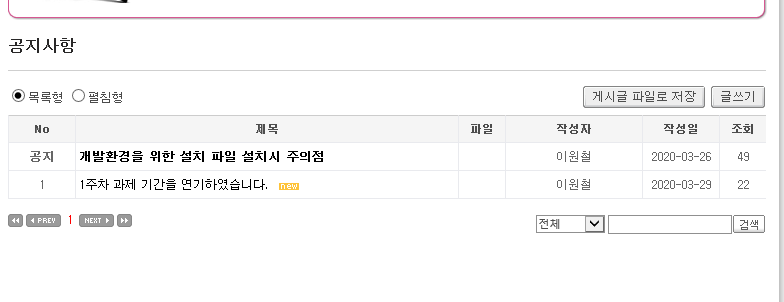 공지사항
목록형 펼침형 게시글 파일로 저장 글쓰기
No 제목 파일 작성자 작성일 조회
공지 개발환경을 위한 설치 파일 설치시 주의점 이원철 2020-03-26 49
1 1주차 과제 기간을 연기하였습니다. new 이원철 2020-03-29 22
PREV 1 NEXT 전체 검색